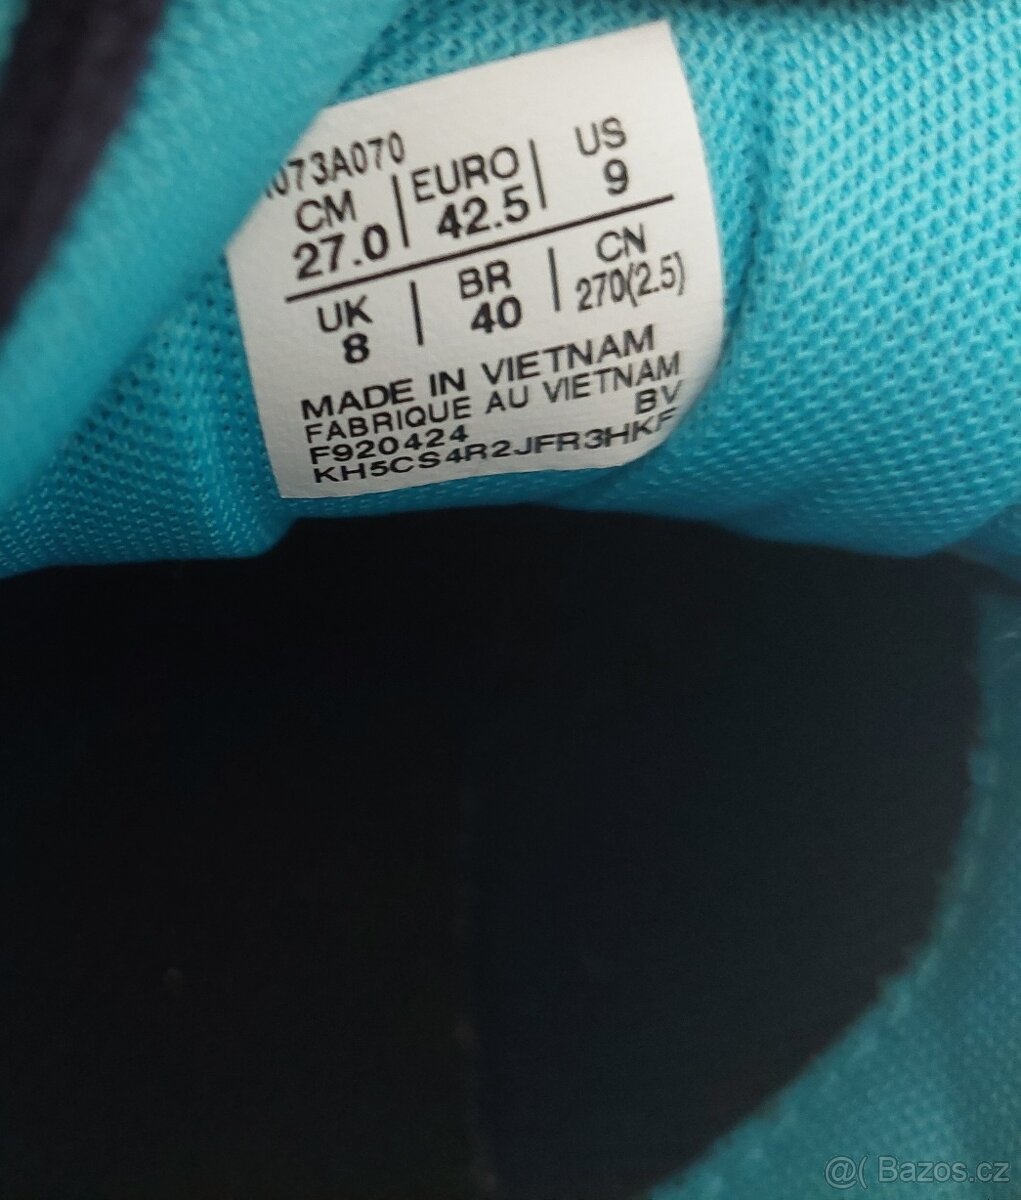 073A070
CM | EURO | US
27.0 | 42.5 | 9
UK | BR | CN
8 | 40 | 270(2.5)
MADE IN VIETNAM
FABRIQUE AU VIETNAM
F920424 BV
KH5CS4R2JFR3HKF
@( Bazos.cz